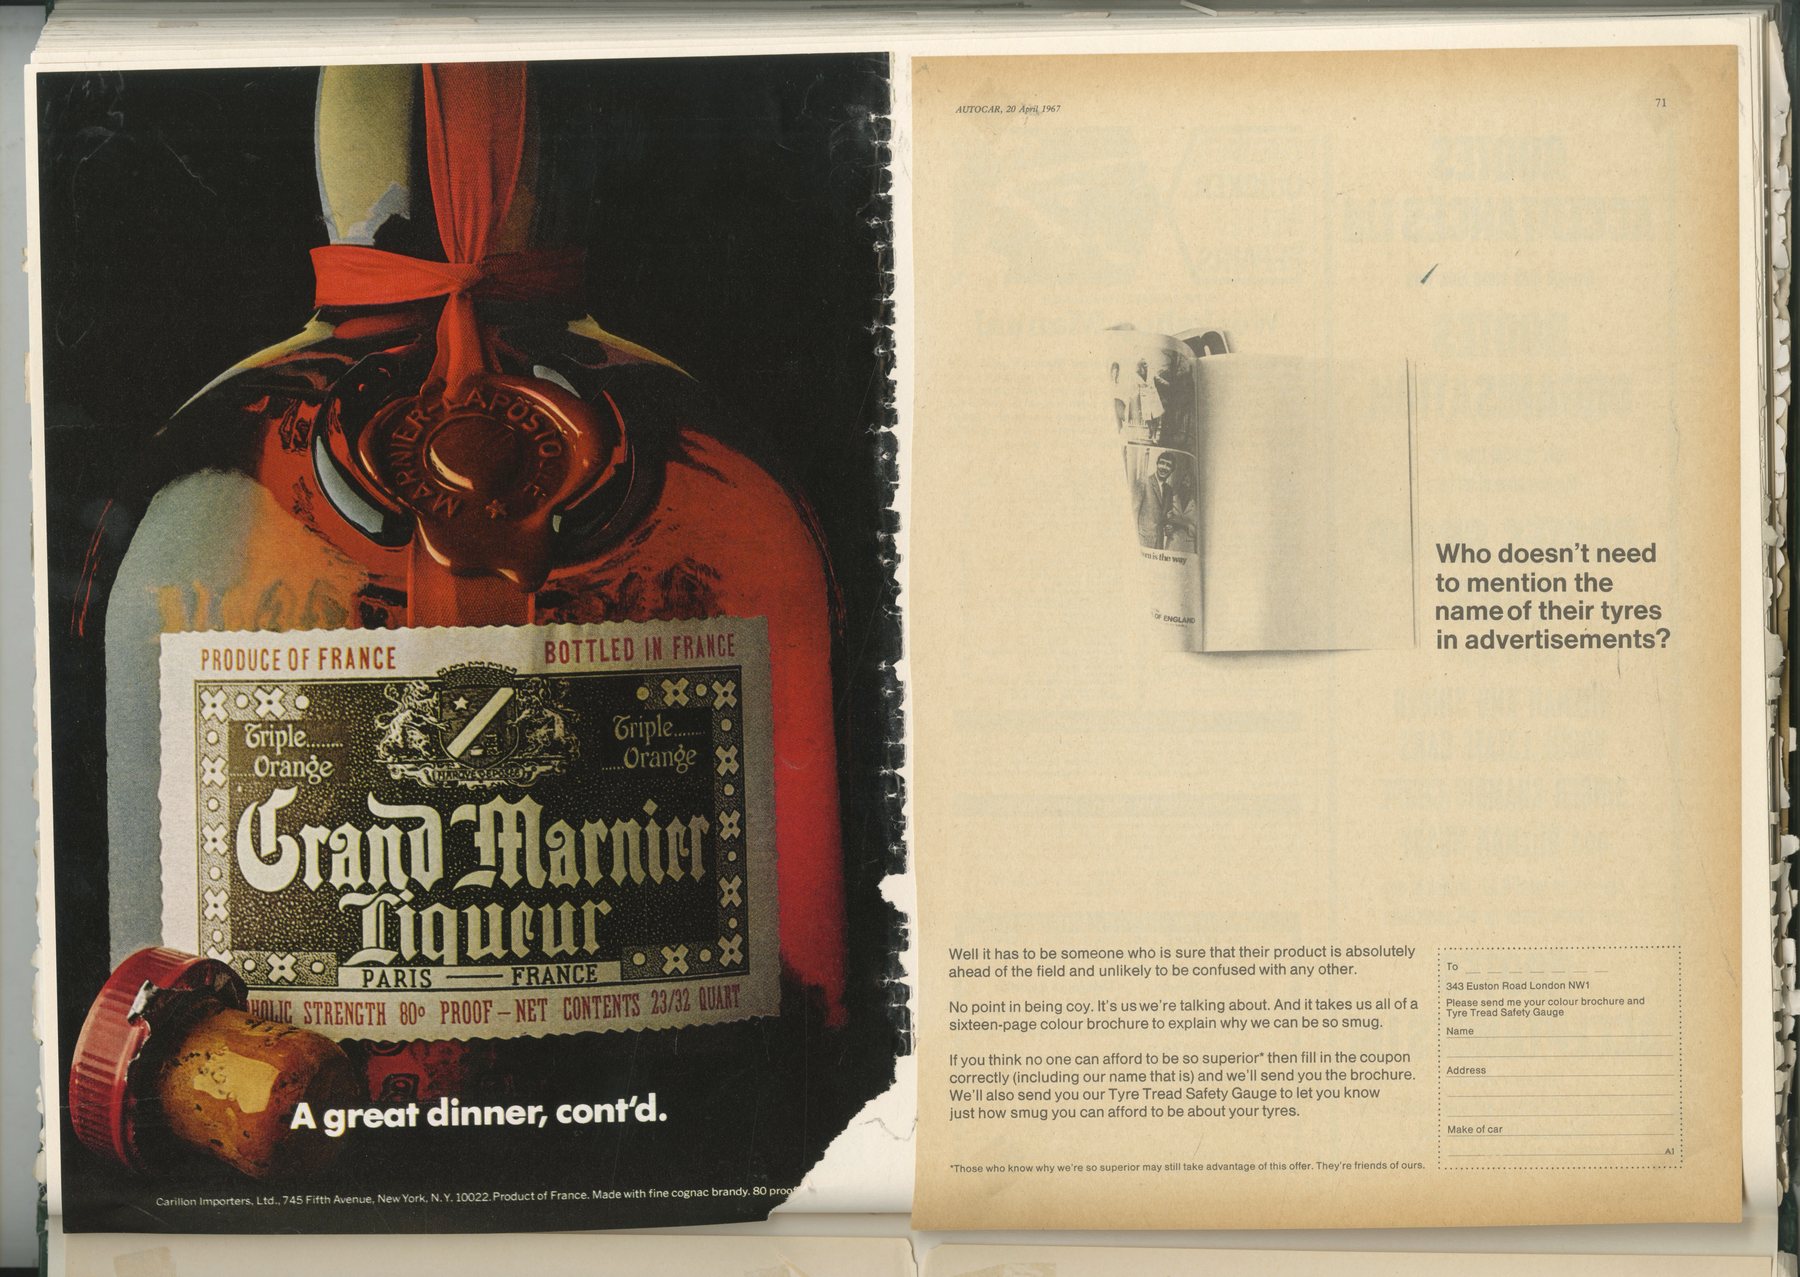 MARNIER-LAPOSTOLLE
PRODUCE OF FRANCE
BOTTLED IN FRANCE
Triple........
.....Orange
Triple........
.....Orange
MARQUE DEPOSEE
Grand Marnier
Liqueur
PARIS — FRANCE
HOLIC STRENGTH 80º PROOF – NET CONTENTS 23/32 QUART
A great dinner, cont'd.
Carillon Importers, Ltd., 745 Fifth Avenue, New York, N.Y. 10022. Product of France. Made with fine cognac brandy. 80 proof
AUTOCAR, 20 April 1967
71
is the way
OF ENGLAND
Who doesn't need
to mention the
name of their tyres
in advertisements?
Well it has to be someone who is sure that their product is absolutely
ahead of the field and unlikely to be confused with any other.
No point in being coy. It's us we're talking about. And it takes us all of a
sixteen-page colour brochure to explain why we can be so smug.
If you think no one can afford to be so superior* then fill in the coupon
correctly (including our name that is) and we'll send you the brochure.
We'll also send you our Tyre Tread Safety Gauge to let you know
just how smug you can afford to be about your tyres.
*Those who know why we're so superior may still take advantage of this offer. They're friends of ours.
To
343 Euston Road London NW1
Please send me your colour brochure and
Tyre Tread Safety Gauge
Name
Address
Make of car
A1